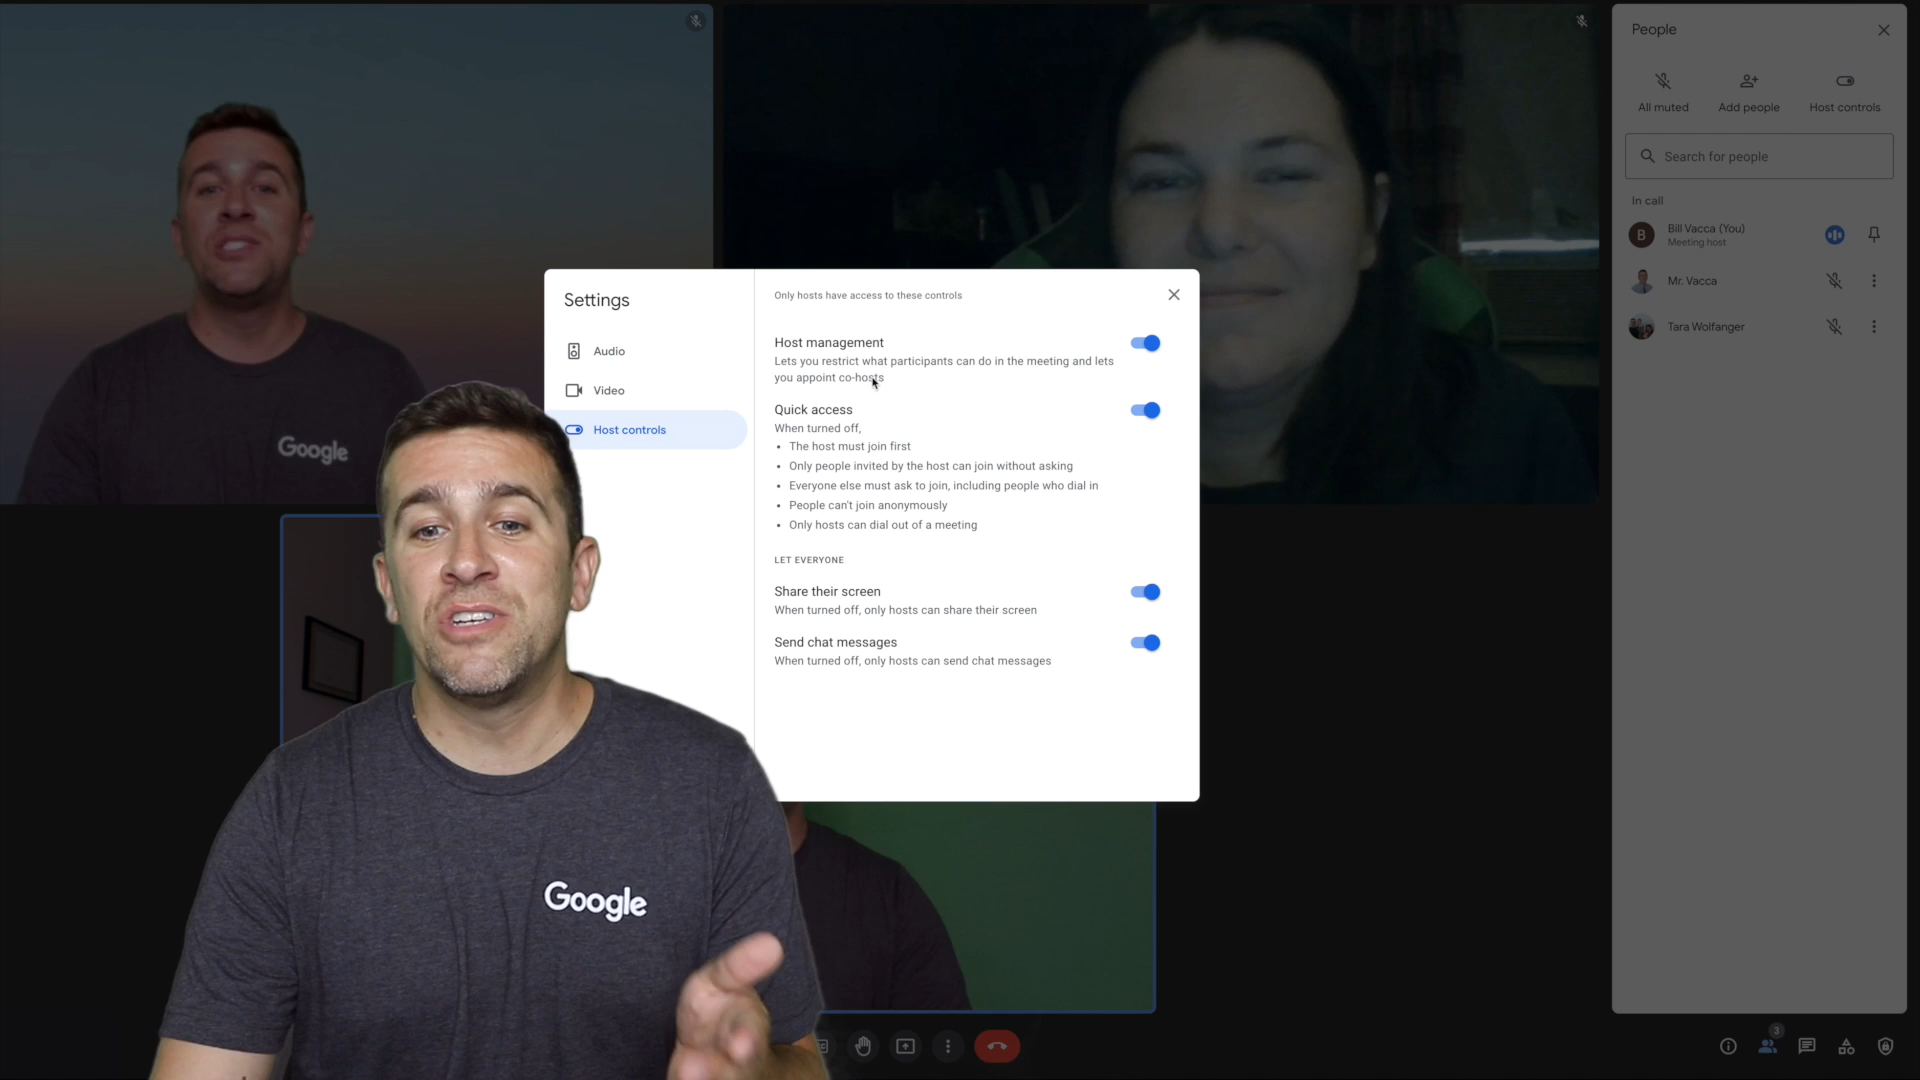 Google
People
All muted
Add people
Host controls
Search for people
In call
B
Bill Vacca (You)
Meeting host
Mr. Vacca
Tara Wolfanger
Settings
Audio
Video
Host controls
Only hosts have access to these controls
Host management
Lets you restrict what participants can do in the meeting and lets
you appoint co-hosts
Quick access
When turned off,
• The host must join first
• Only people invited by the host can join without asking
• Everyone else must ask to join, including people who dial in
• People can't join anonymously
• Only hosts can dial out of a meeting
LET EVERYONE
Share their screen
When turned off, only hosts can share their screen
Send chat messages
When turned off, only hosts can send chat messages
Google
3